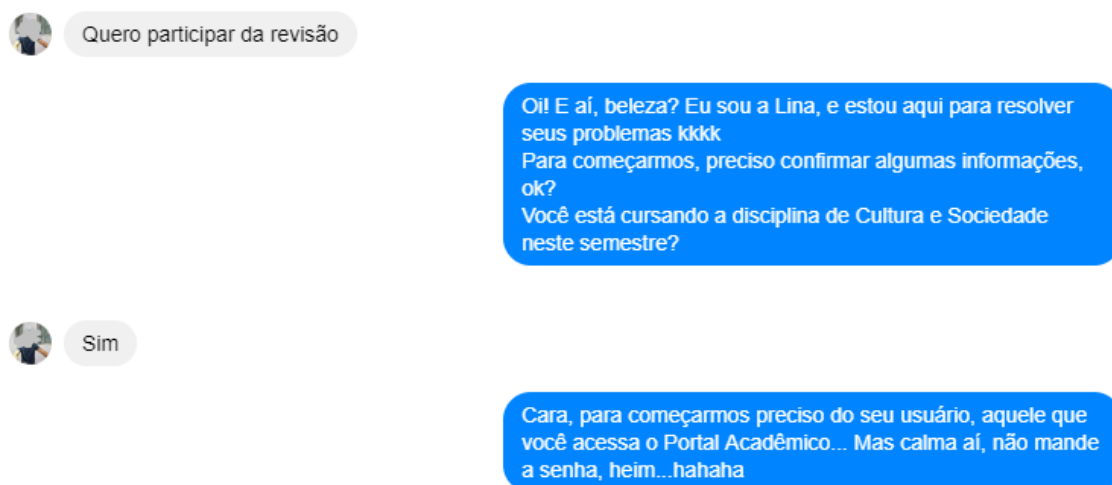 Quero participar da revisão
Oi! E aí, beleza? Eu sou a Lina, e estou aqui para resolver
seus problemas kkkk
Para começarmos, preciso confirmar algumas informações,
ok?
Você está cursando a disciplina de Cultura e Sociedade
neste semestre?
Sim
Cara, para começarmos preciso do seu usuário, aquele que
você acessa o Portal Acadêmico... Mas calma aí, não mande
a senha, heim...hahaha